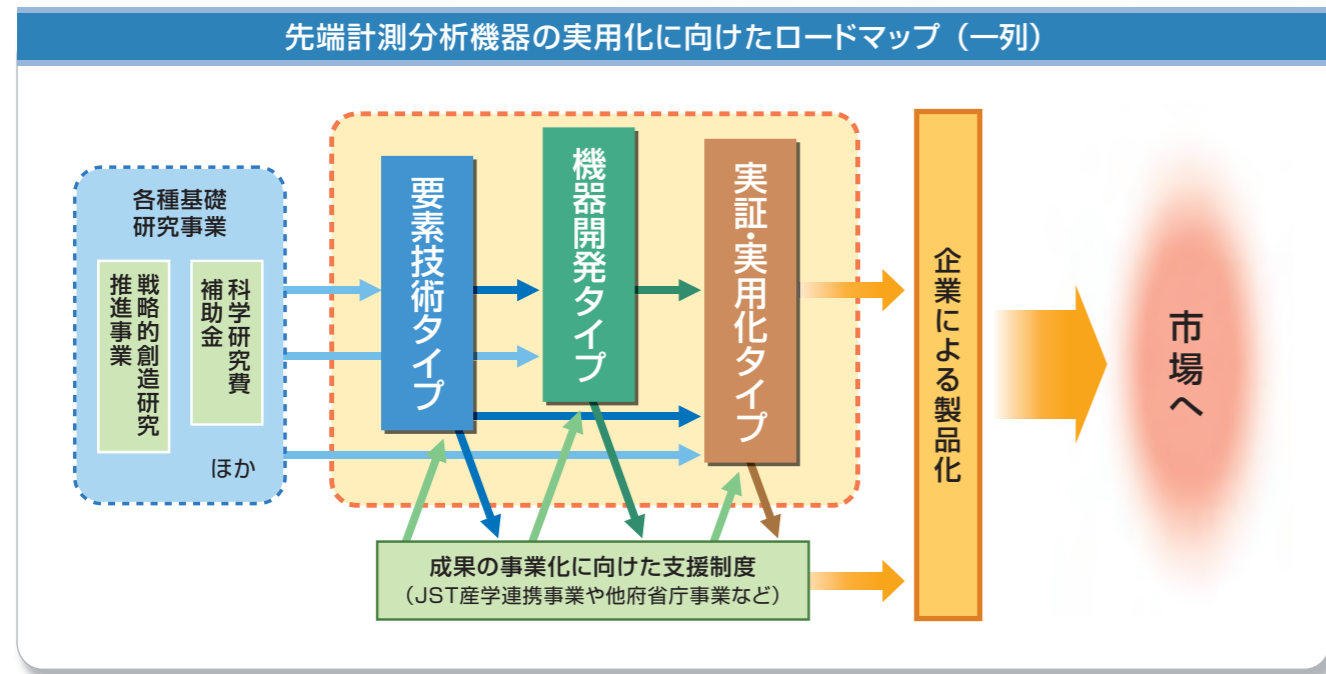 先端計測分析機器の実用化に向けたロードマップ（一列）
各種基礎
研究事業
戦略的創造研究
推進事業
科学研究費
補助金
ほか
要素技術タイプ
機器開発タイプ
実証・実用化タイプ
成果の事業化に向けた支援制度
（JST産学連携事業や他府省庁事業など）
企業による製品化
市場へ